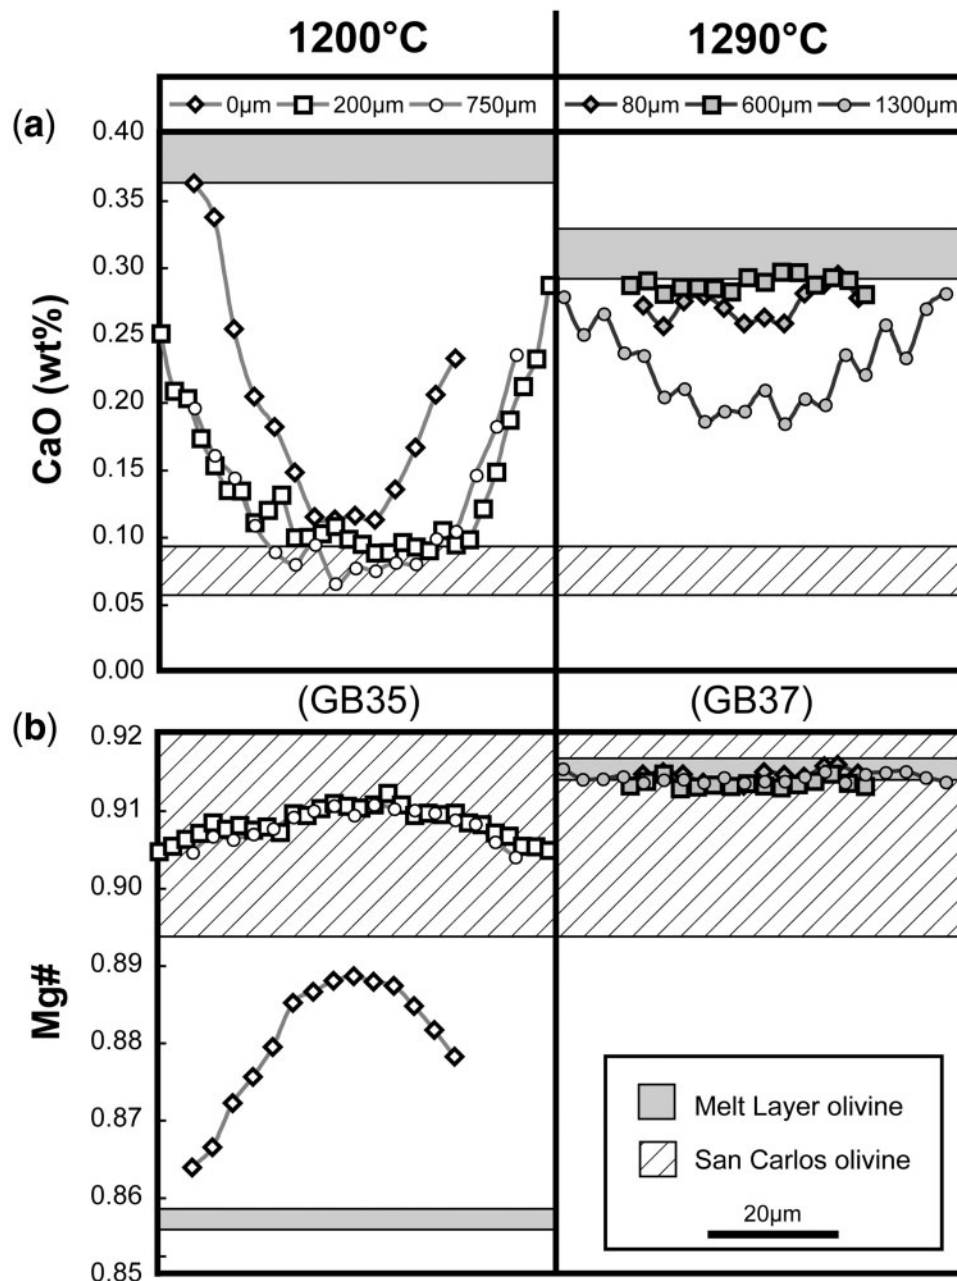 1200°C 1290°C
0µm 200µm 750µm 80µm 600µm 1300µm
(a)
0.40
0.35
0.30
0.25
0.20
0.15
0.10
0.05
0.00
CaO (wt%)
(GB35) (GB37)
(b)
0.92
0.91
0.90
0.89
0.88
0.87
0.86
0.85
Mg#
Melt Layer olivine
San Carlos olivine
20µm